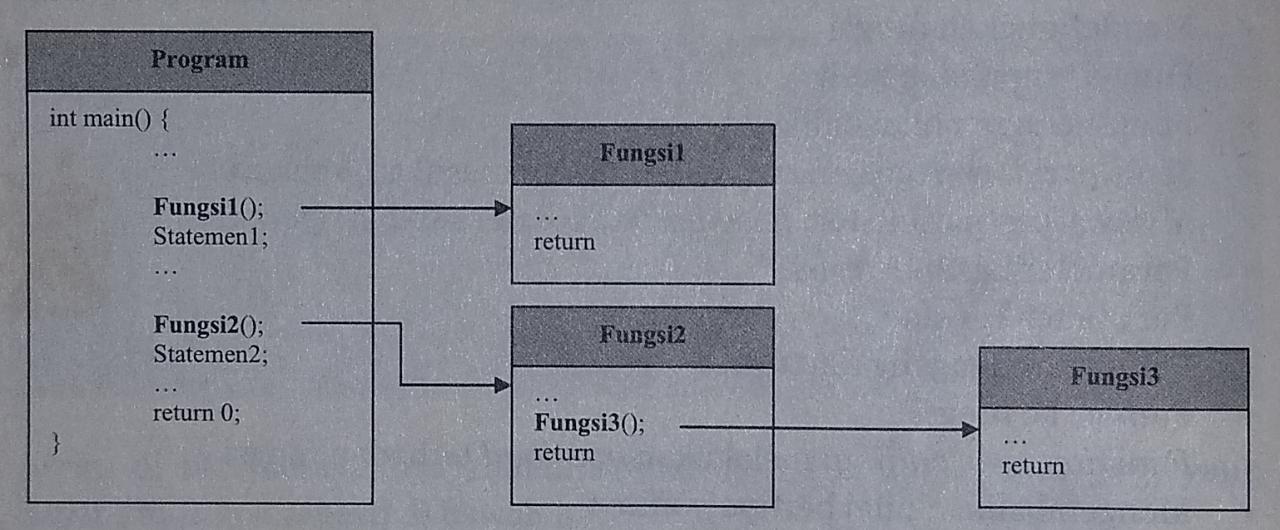 Program
int main() {
...
Fungsi1();
Statemen1;
...
Fungsi2();
Statemen2;
...
return 0;
}
Fungsi1
...
return
Fungsi2
...
Fungsi3();
return
Fungsi3
...
return